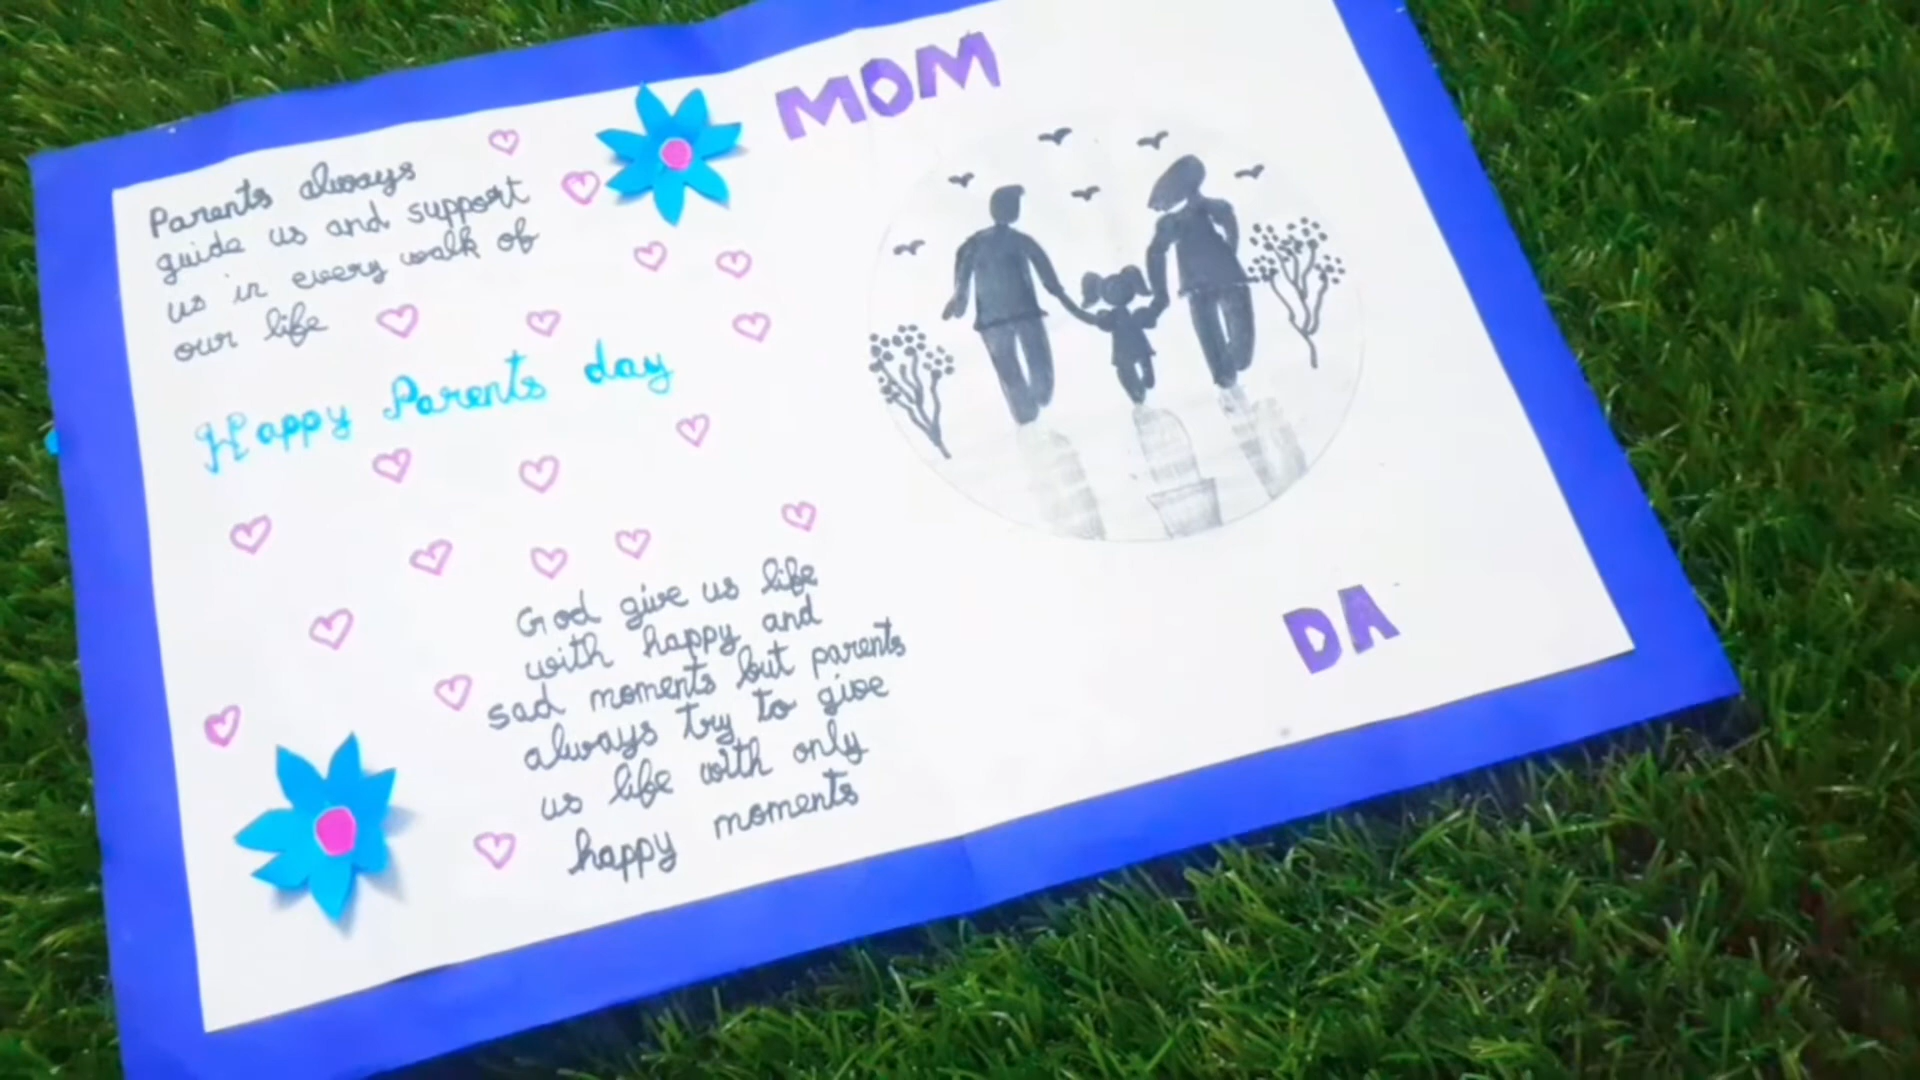 MOM
Parents always
guide us and support
us in every walk of
our life
Happy Parents day
God give us life
with happy and
sad moments but parents
always try to give
us life with only
happy moments
DA